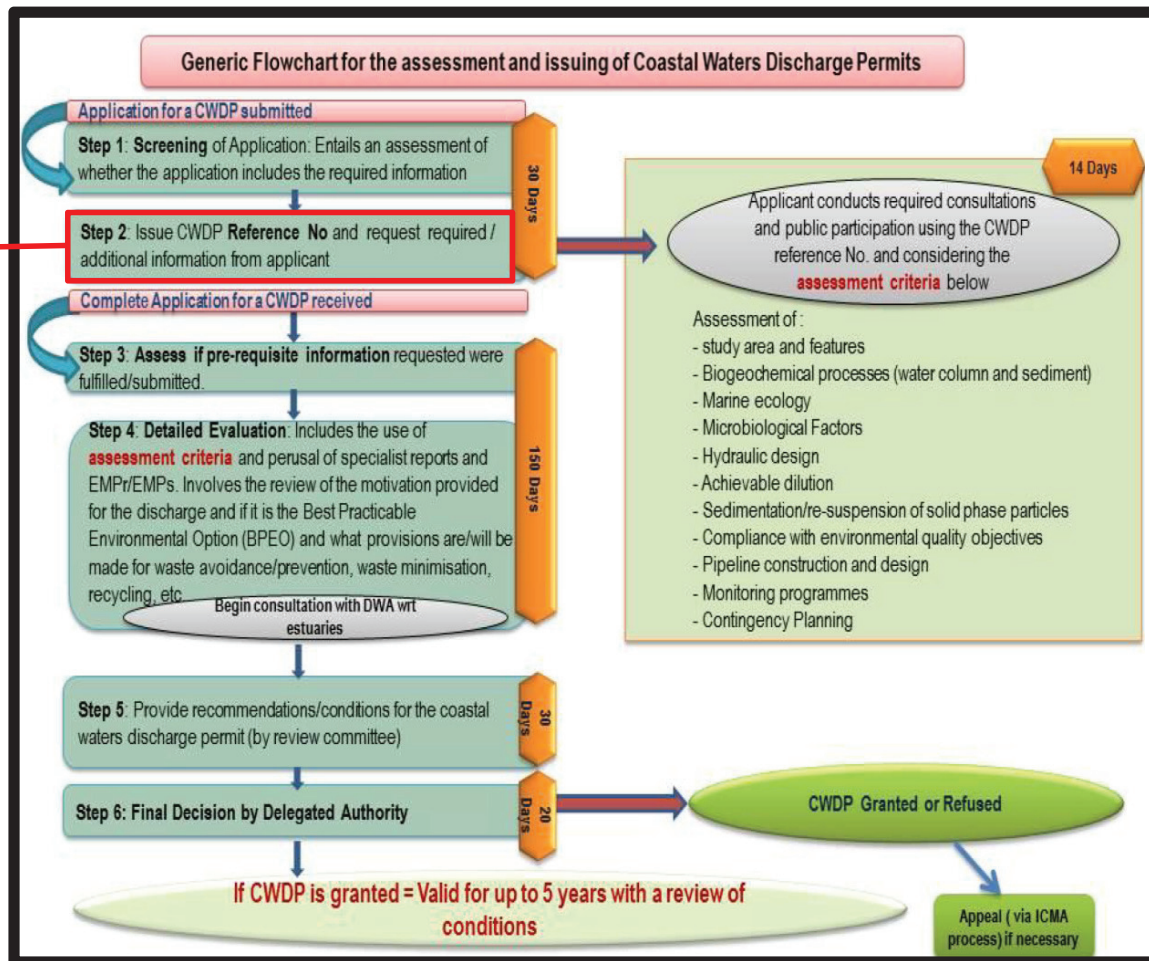 Generic Flowchart for the assessment and issuing of Coastal Waters Discharge Permits
Application for a CWDP submitted
Step 1: Screening of Application: Entails an assessment of
whether the application includes the required information
30 Days
Step 2: Issue CWDP Reference No and request required /
additional information from applicant
Complete Application for a CWDP received
Step 3: Assess if pre-requisite information requested were
fulfilled/submitted.
Step 4: Detailed Evaluation: Includes the use of
assessment criteria and perusal of specialist reports and
EMPr/EMPs. Involves the review of the motivation provided
for the discharge and if it is the Best Practicable
Environmental Option (BPEO) and what provisions are/will be
made for waste avoidance/prevention, waste minimisation,
recycling, etc
150 Days
Begin consultation with DWA wrt
estuaries
Step 5: Provide recommendations/conditions for the coastal
waters discharge permit (by review committee)
30
Days
Step 6: Final Decision by Delegated Authority
20
Days
If CWDP is granted = Valid for up to 5 years with a review of
conditions
14 Days
Applicant conducts required consultations
and public participation using the CWDP
reference No. and considering the
assessment criteria below
Assessment of :
- study area and features
- Biogeochemical processes (water column and sediment)
- Marine ecology
- Microbiological Factors
- Hydraulic design
- Achievable dilution
- Sedimentation/re-suspension of solid phase particles
- Compliance with environmental quality objectives
- Pipeline construction and design
- Monitoring programmes
- Contingency Planning
CWDP Granted or Refused
Appeal ( via ICMA
process) if necessary